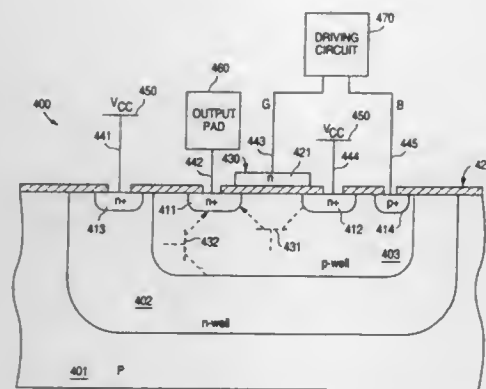 470
DRIVING
CIRCUIT
460
OUTPUT
PAD
400
VCC
450
441
442
G
B
VCC
450
443
430
421
444
445
n
n+
413
411
n+
n+
412
p+
414
432
431
403
p-well
402
n-well
401
P